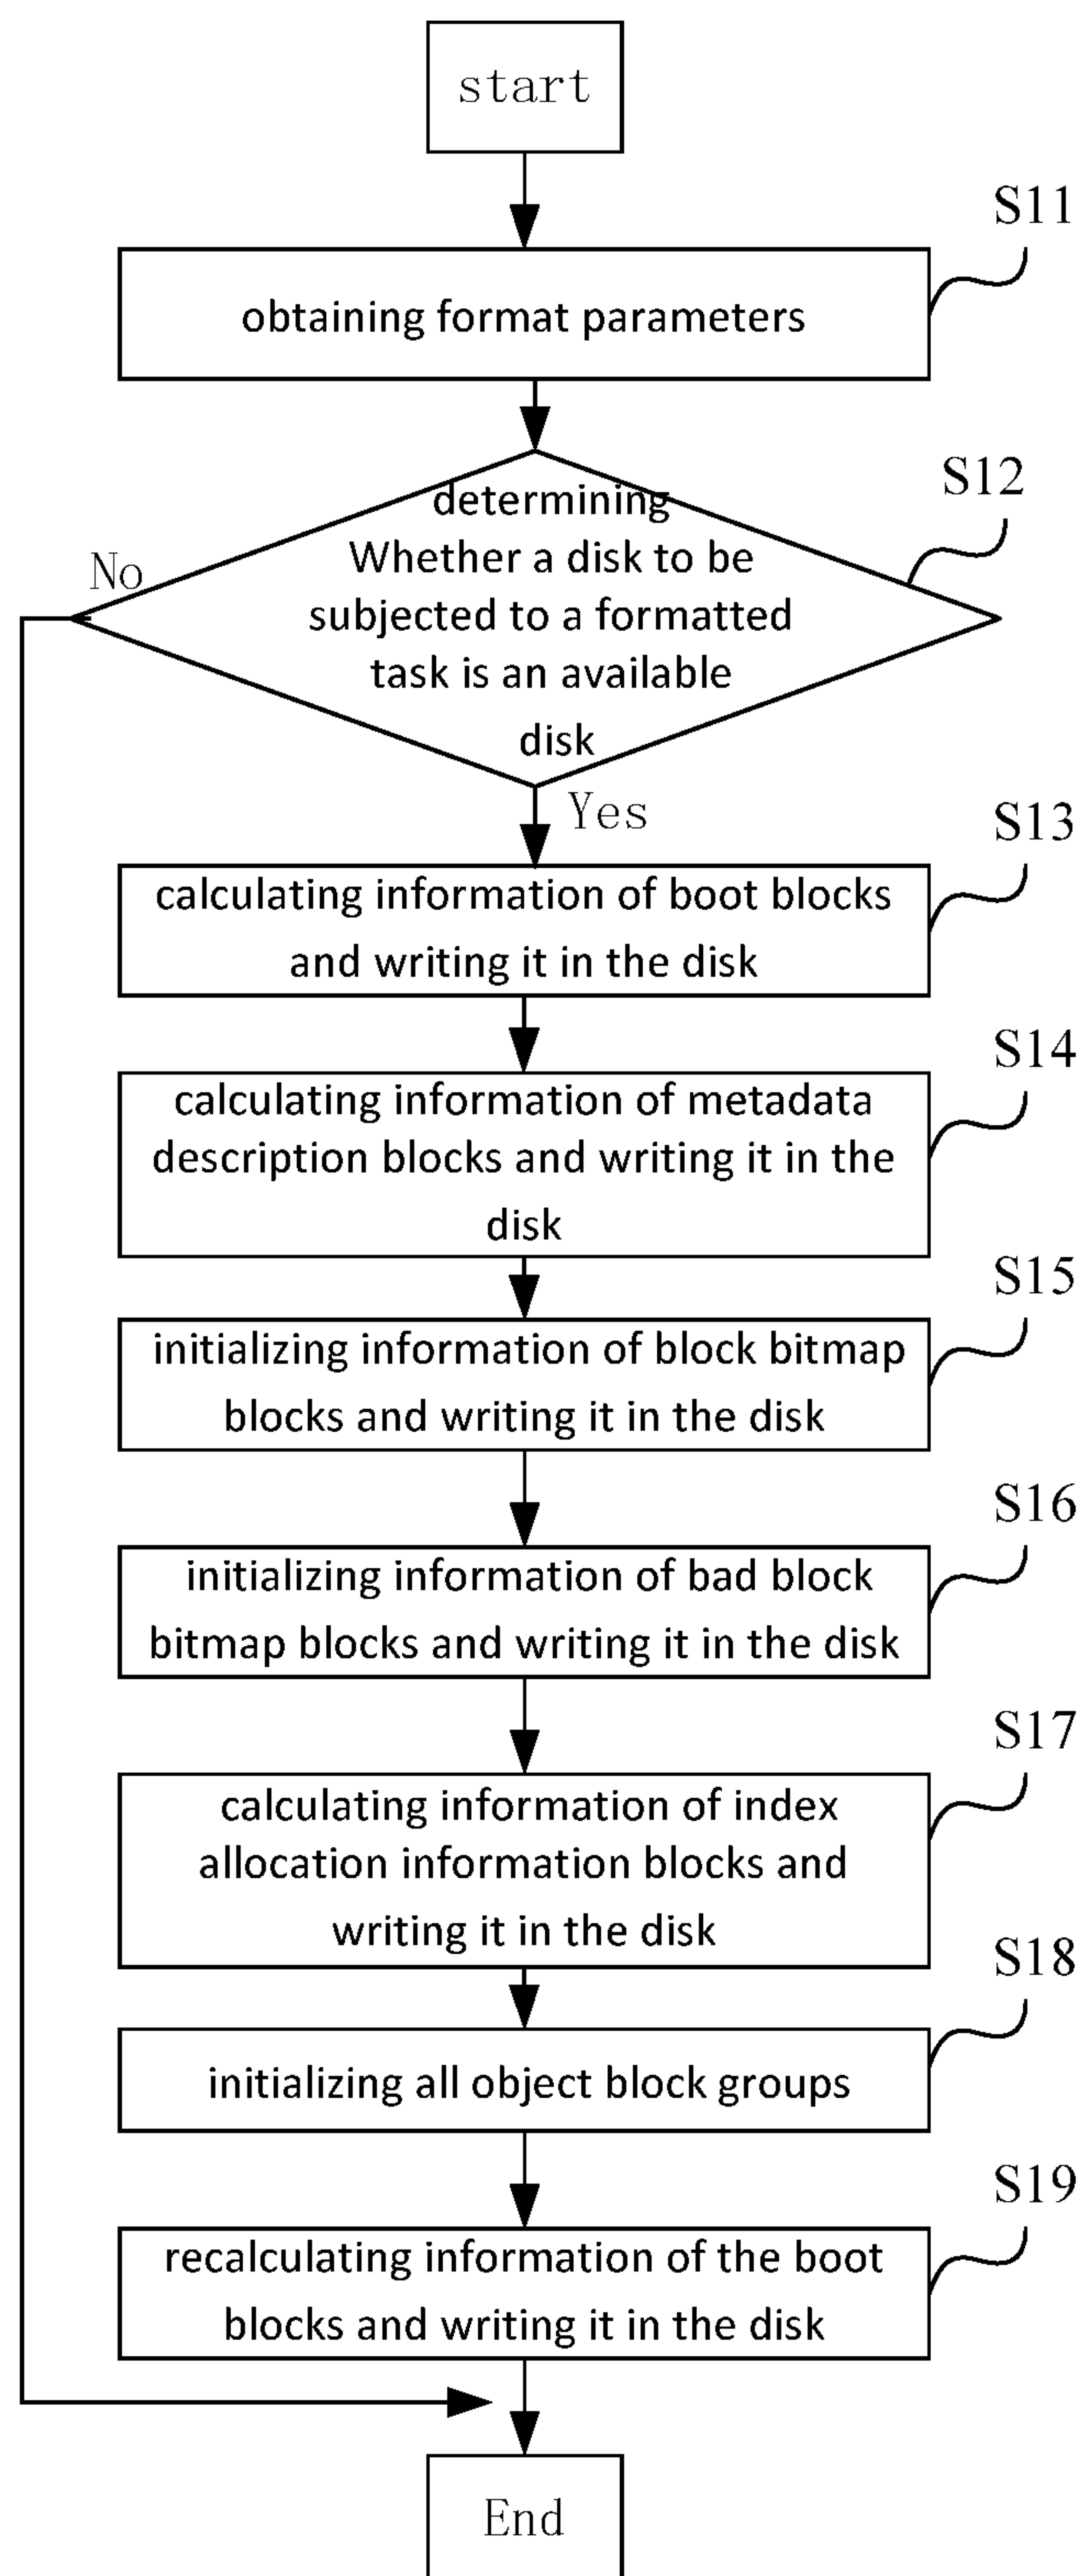 start
S11
obtaining format parameters
S12
determining
Whether a disk to be
subjected to a formatted
task is an available
disk
No
Yes
S13
calculating information of boot blocks
and writing it in the disk
S14
calculating information of metadata
description blocks and writing it in the
disk
S15
initializing information of block bitmap
blocks and writing it in the disk
S16
initializing information of bad block
bitmap blocks and writing it in the disk
S17
calculating information of index
allocation information blocks and
writing it in the disk
S18
initializing all object block groups
S19
recalculating information of the boot
blocks and writing it in the disk
End